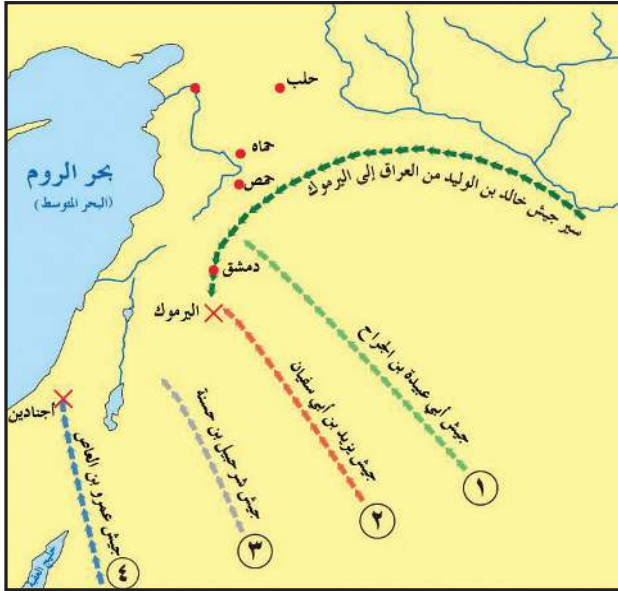 حلب
حماه
حمص
بحر الروم
(البحر المتوسط)
سير جيش خالد بن الوليد من العراق إلى اليرموك
دمشق
اليرموك
جيش أبي عبيدة بن الجراح
جيش يزيد بن أبي سفيان
جيش شرحبيل بن حسنة
أجنادين
جيش عمرو بن العاص
١
٢
٣
٤
خليج العقبة